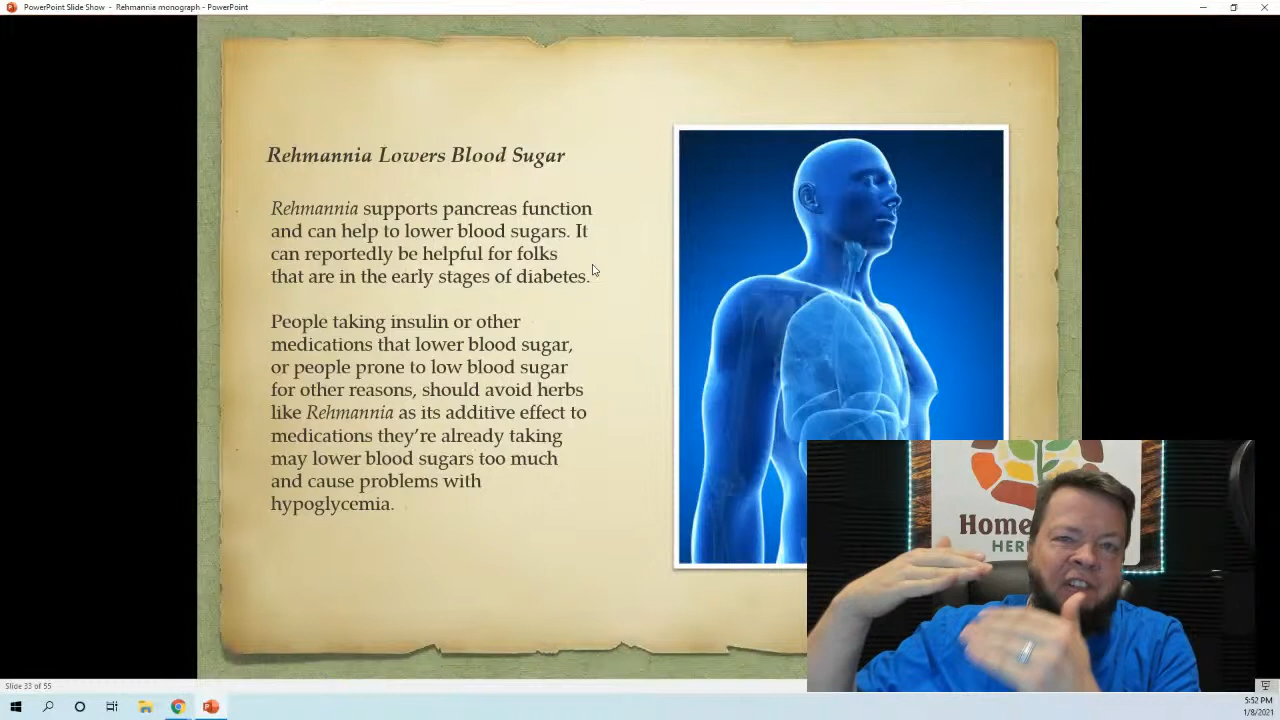 PowerPoint Slide Show - Rehmannia monograph - PowerPoint
Rehmannia Lowers Blood Sugar
Rehmannia supports pancreas function
and can help to lower blood sugars. It
can reportedly be helpful for folks
that are in the early stages of diabetes.
People taking insulin or other
medications that lower blood sugar,
or people prone to low blood sugar
for other reasons, should avoid herbs
like Rehmannia as its additive effect to
medications they’re already taking
may lower blood sugars too much
and cause problems with
hypoglycemia.
Home
HER
Slide 33 of 55
5:52 PM
1/8/2021